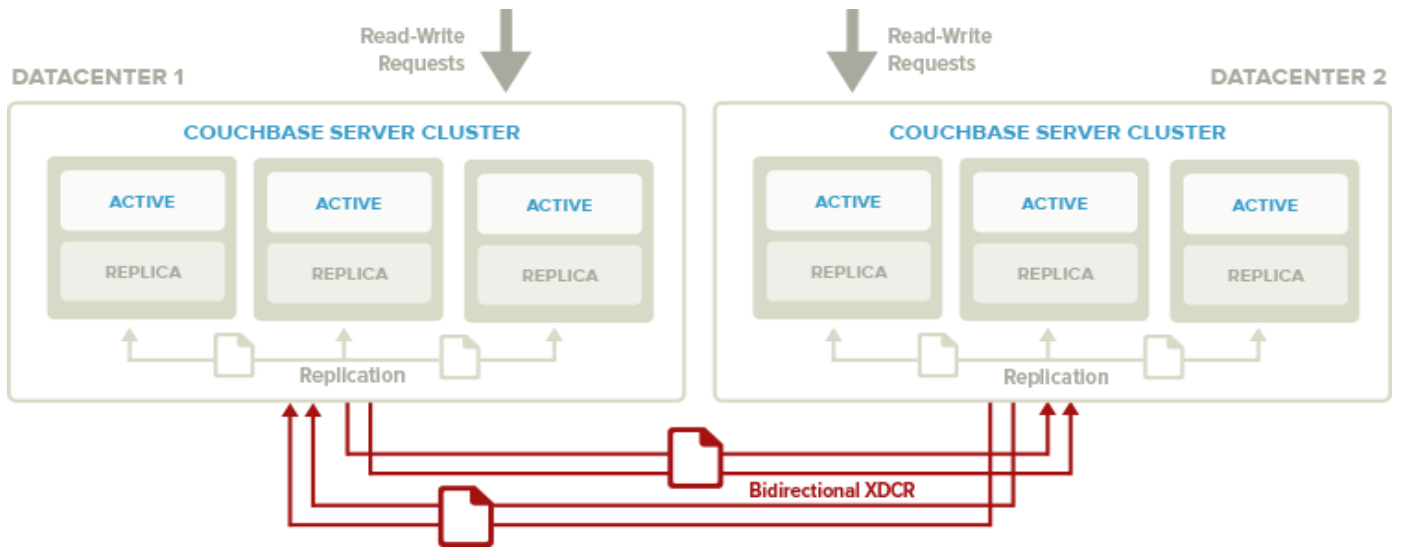 Read-Write
Requests
Read-Write
Requests
DATACENTER 1
DATACENTER 2
COUCHBASE SERVER CLUSTER
COUCHBASE SERVER CLUSTER
ACTIVE
ACTIVE
ACTIVE
ACTIVE
ACTIVE
ACTIVE
REPLICA
REPLICA
REPLICA
REPLICA
REPLICA
REPLICA
Replication
Replication
Bidirectional XDCR